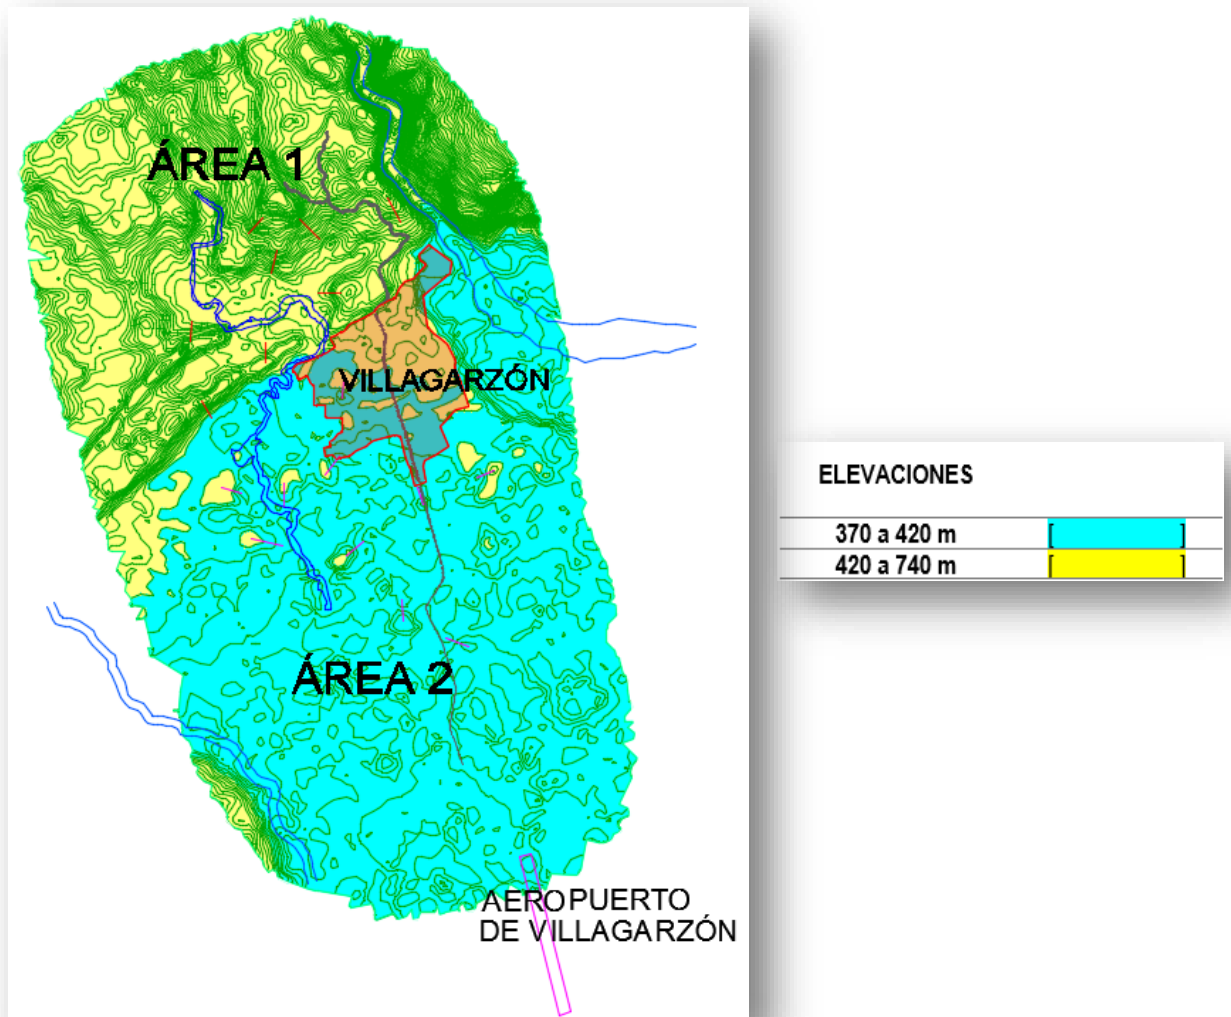 ÁREA 1
VILLAGARZÓN
ÁREA 2
AEROPUERTO
DE VILLAGARZÓN
ELEVACIONES
370 a 420 m [ ]
420 a 740 m [ ]